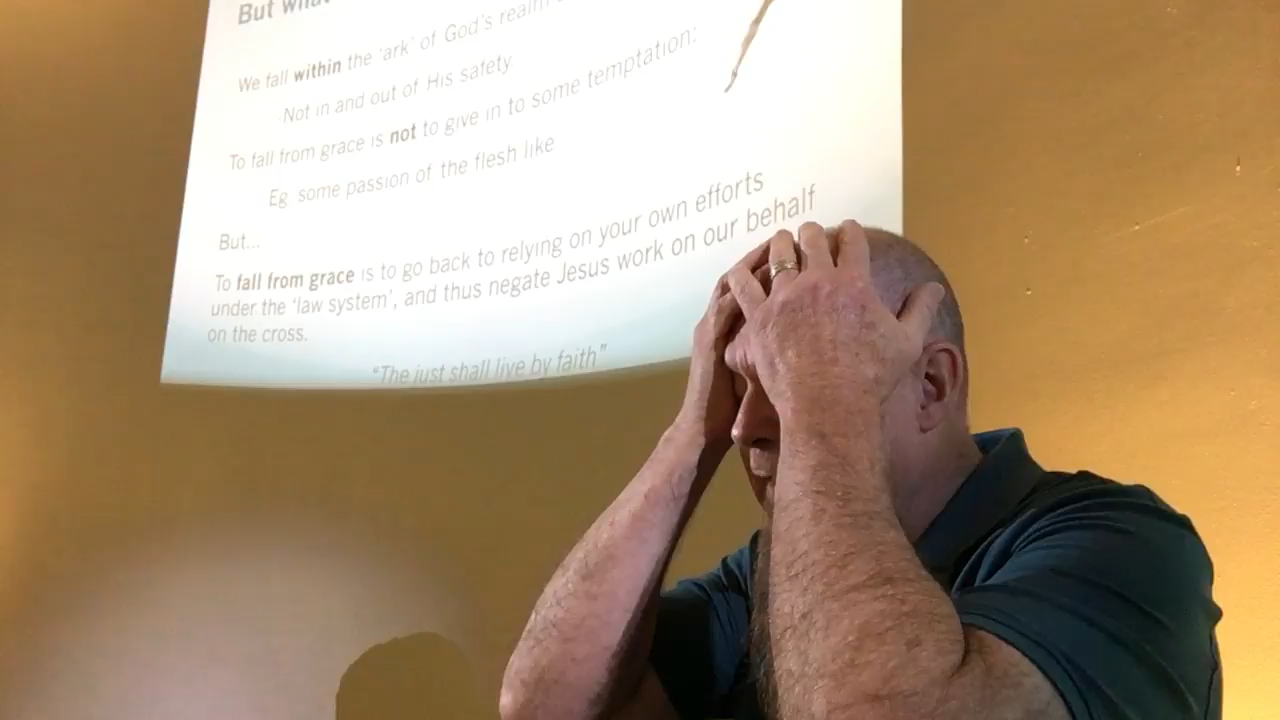 But what
We fall within the 'ark' of God's realm
Not in and out of His safety
To fall from grace is not to give in to some temptation:
Eg. some passion of the flesh like
But...
To fall from grace is to go back to relying on your own efforts
under the 'law system', and thus negate Jesus work on our behalf
on the cross.
"The just shall live by faith"